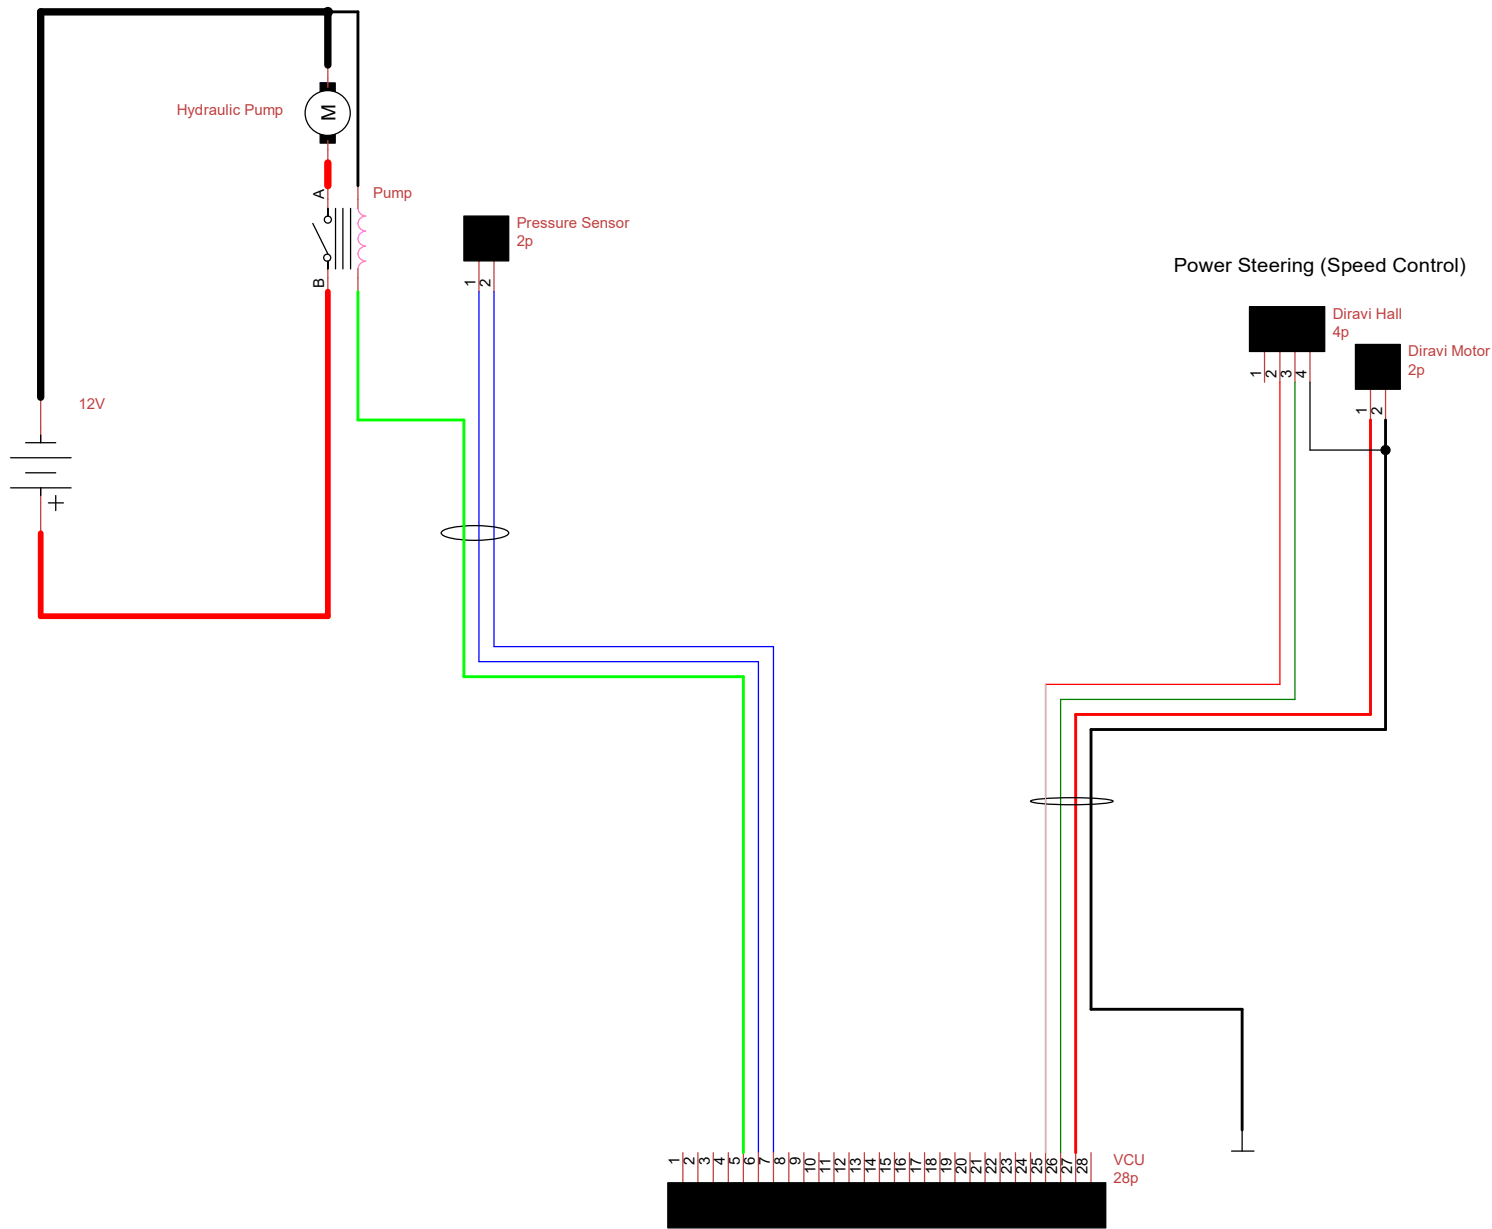 Hydraulic Pump
M
A
Pump
B
Pressure Sensor
2p
1
2
Power Steering (Speed Control)
Diravi Hall
4p
1
2
3
4
Diravi Motor
2p
1
2
12V
+
1
2
3
4
5
6
7
8
9
10
11
12
13
14
15
16
17
18
19
20
21
22
23
24
25
26
27
28
VCU
28p